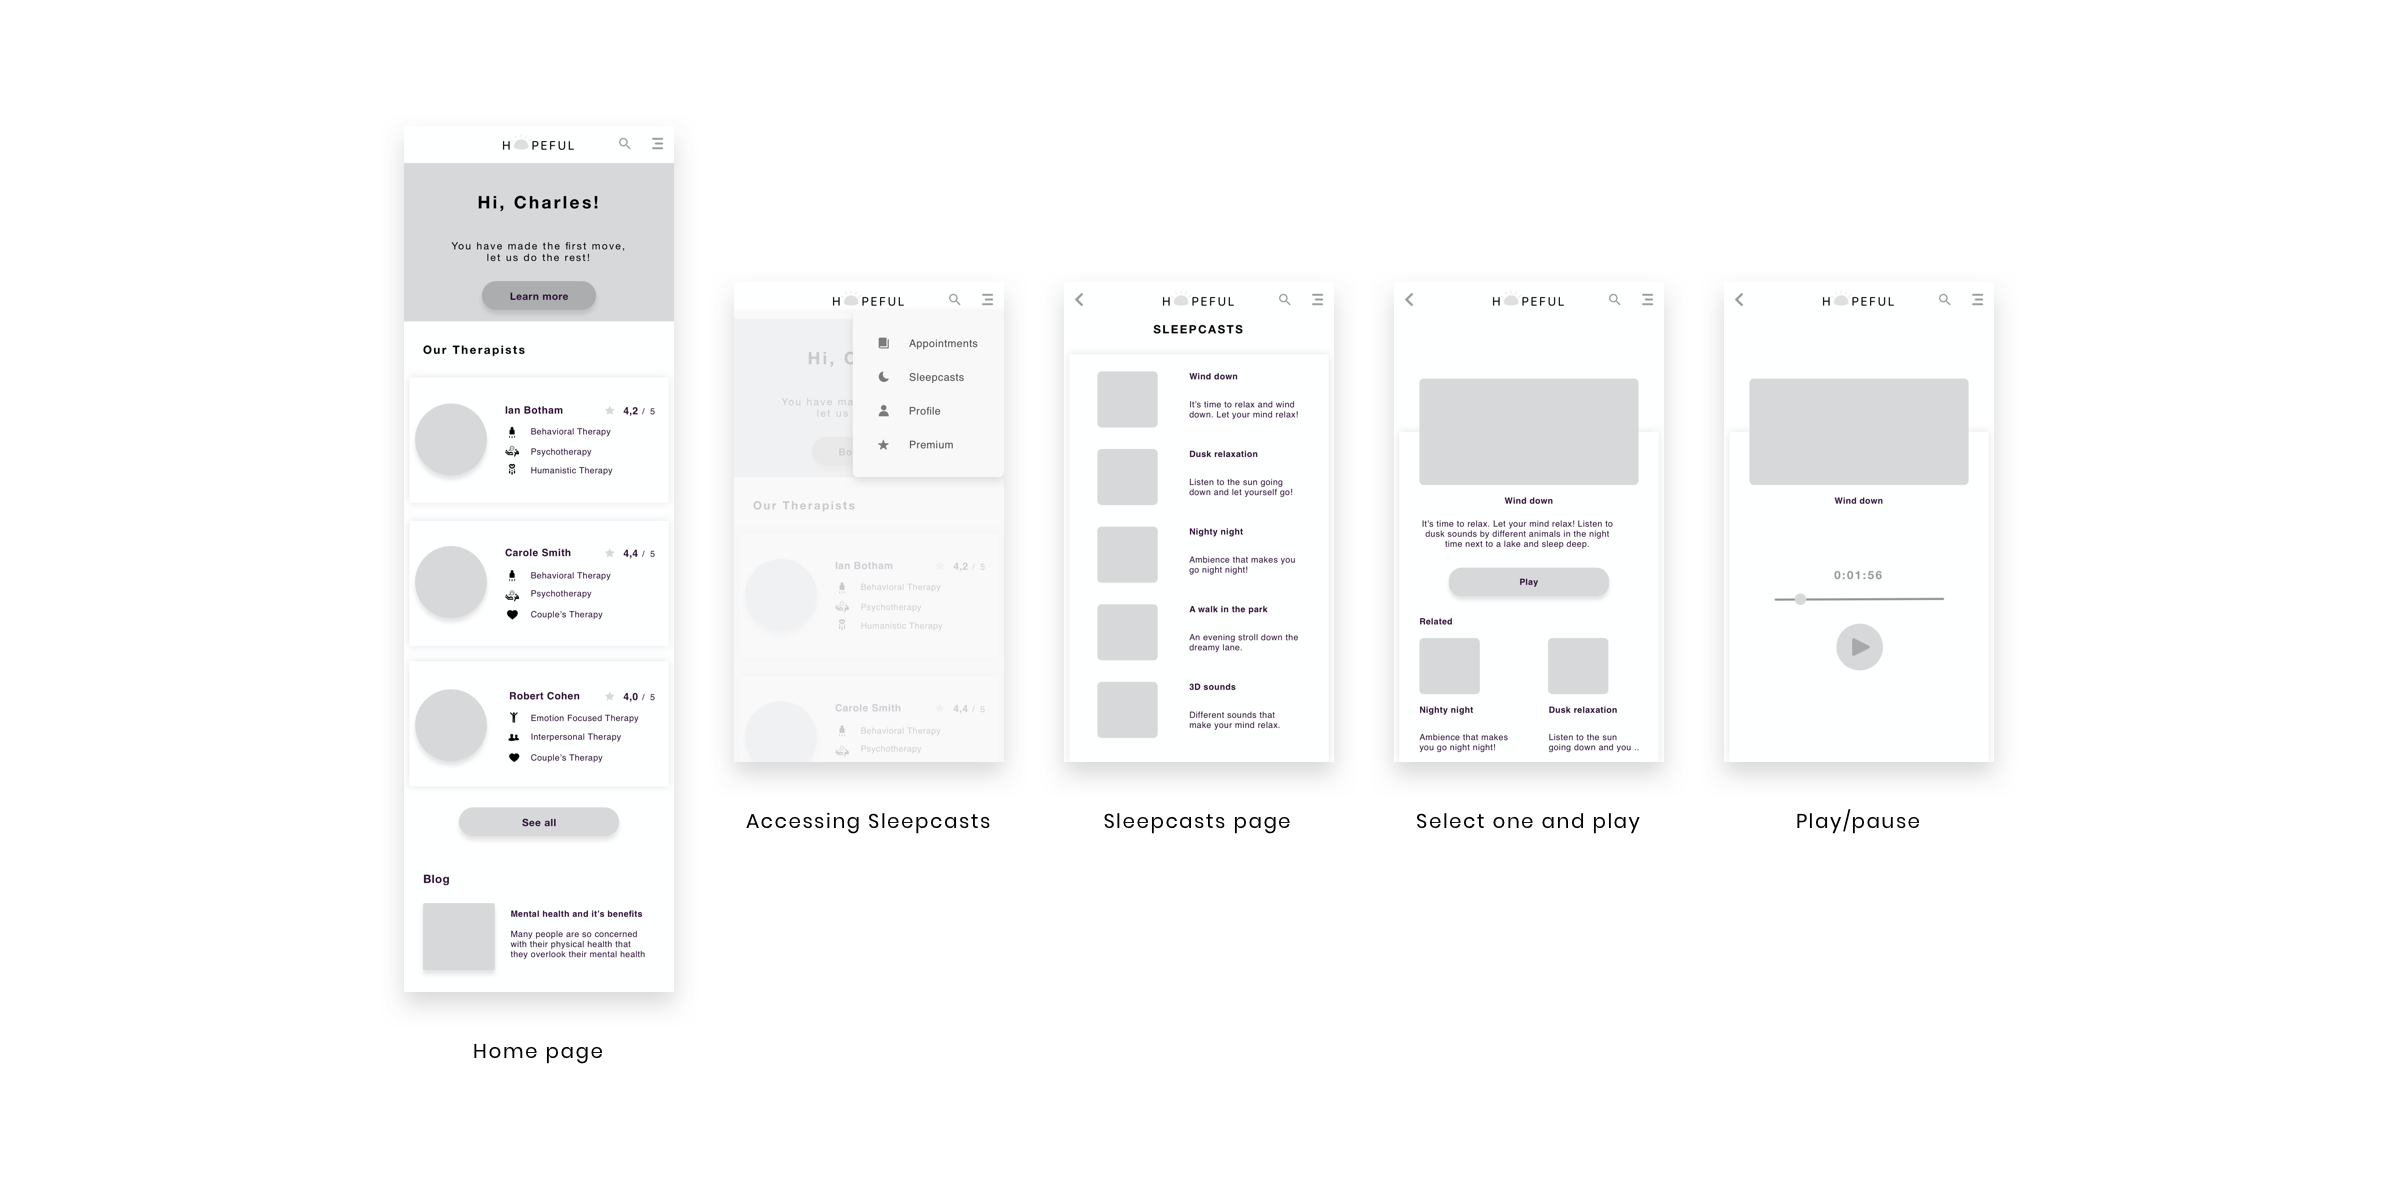 H PEFUL
Hi, Charles!
You have made the first move,
let us do the rest!
Learn more
Our Therapists
Ian Botham 4,2 / 5
Behavioral Therapy
Psychotherapy
Humanistic Therapy
Carole Smith 4,4 / 5
Behavioral Therapy
Psychotherapy
Couple's Therapy
Robert Cohen 4,0 / 5
Emotion Focused Therapy
Interpersonal Therapy
Couple's Therapy
See all
Blog
Mental health and it's benefits
Many people are so concerned
with their physical health that
they overlook their mental health
Home page
H PEFUL
Appointments
Sleepcasts
Profile
Premium
Hi, C
You have ma
let us
Bo
Our Therapists
Ian Botham 4,2 / 5
Behavioral Therapy
Psychotherapy
Humanistic Therapy
Carole Smith 4,4 / 5
Behavioral Therapy
Psychotherapy
Accessing Sleepcasts
H PEFUL
SLEEPCASTS
Wind down
It's time to relax and wind
down. Let your mind relax!
Dusk relaxation
Listen to the sun going
down and let yourself go!
Nighty night
Ambience that makes you
go night night!
A walk in the park
An evening stroll down the
dreamy lane.
3D sounds
Different sounds that
make your mind relax.
Sleepcasts page
H PEFUL
Wind down
It's time to relax. Let your mind relax! Listen to
dusk sounds by different animals in the night
time next to a lake and sleep deep.
Play
Related
Nighty night
Ambience that makes
you go night night!
Dusk relaxation
Listen to the sun
going down and you ..
Select one and play
H PEFUL
Wind down
0:01:56
Play/pause